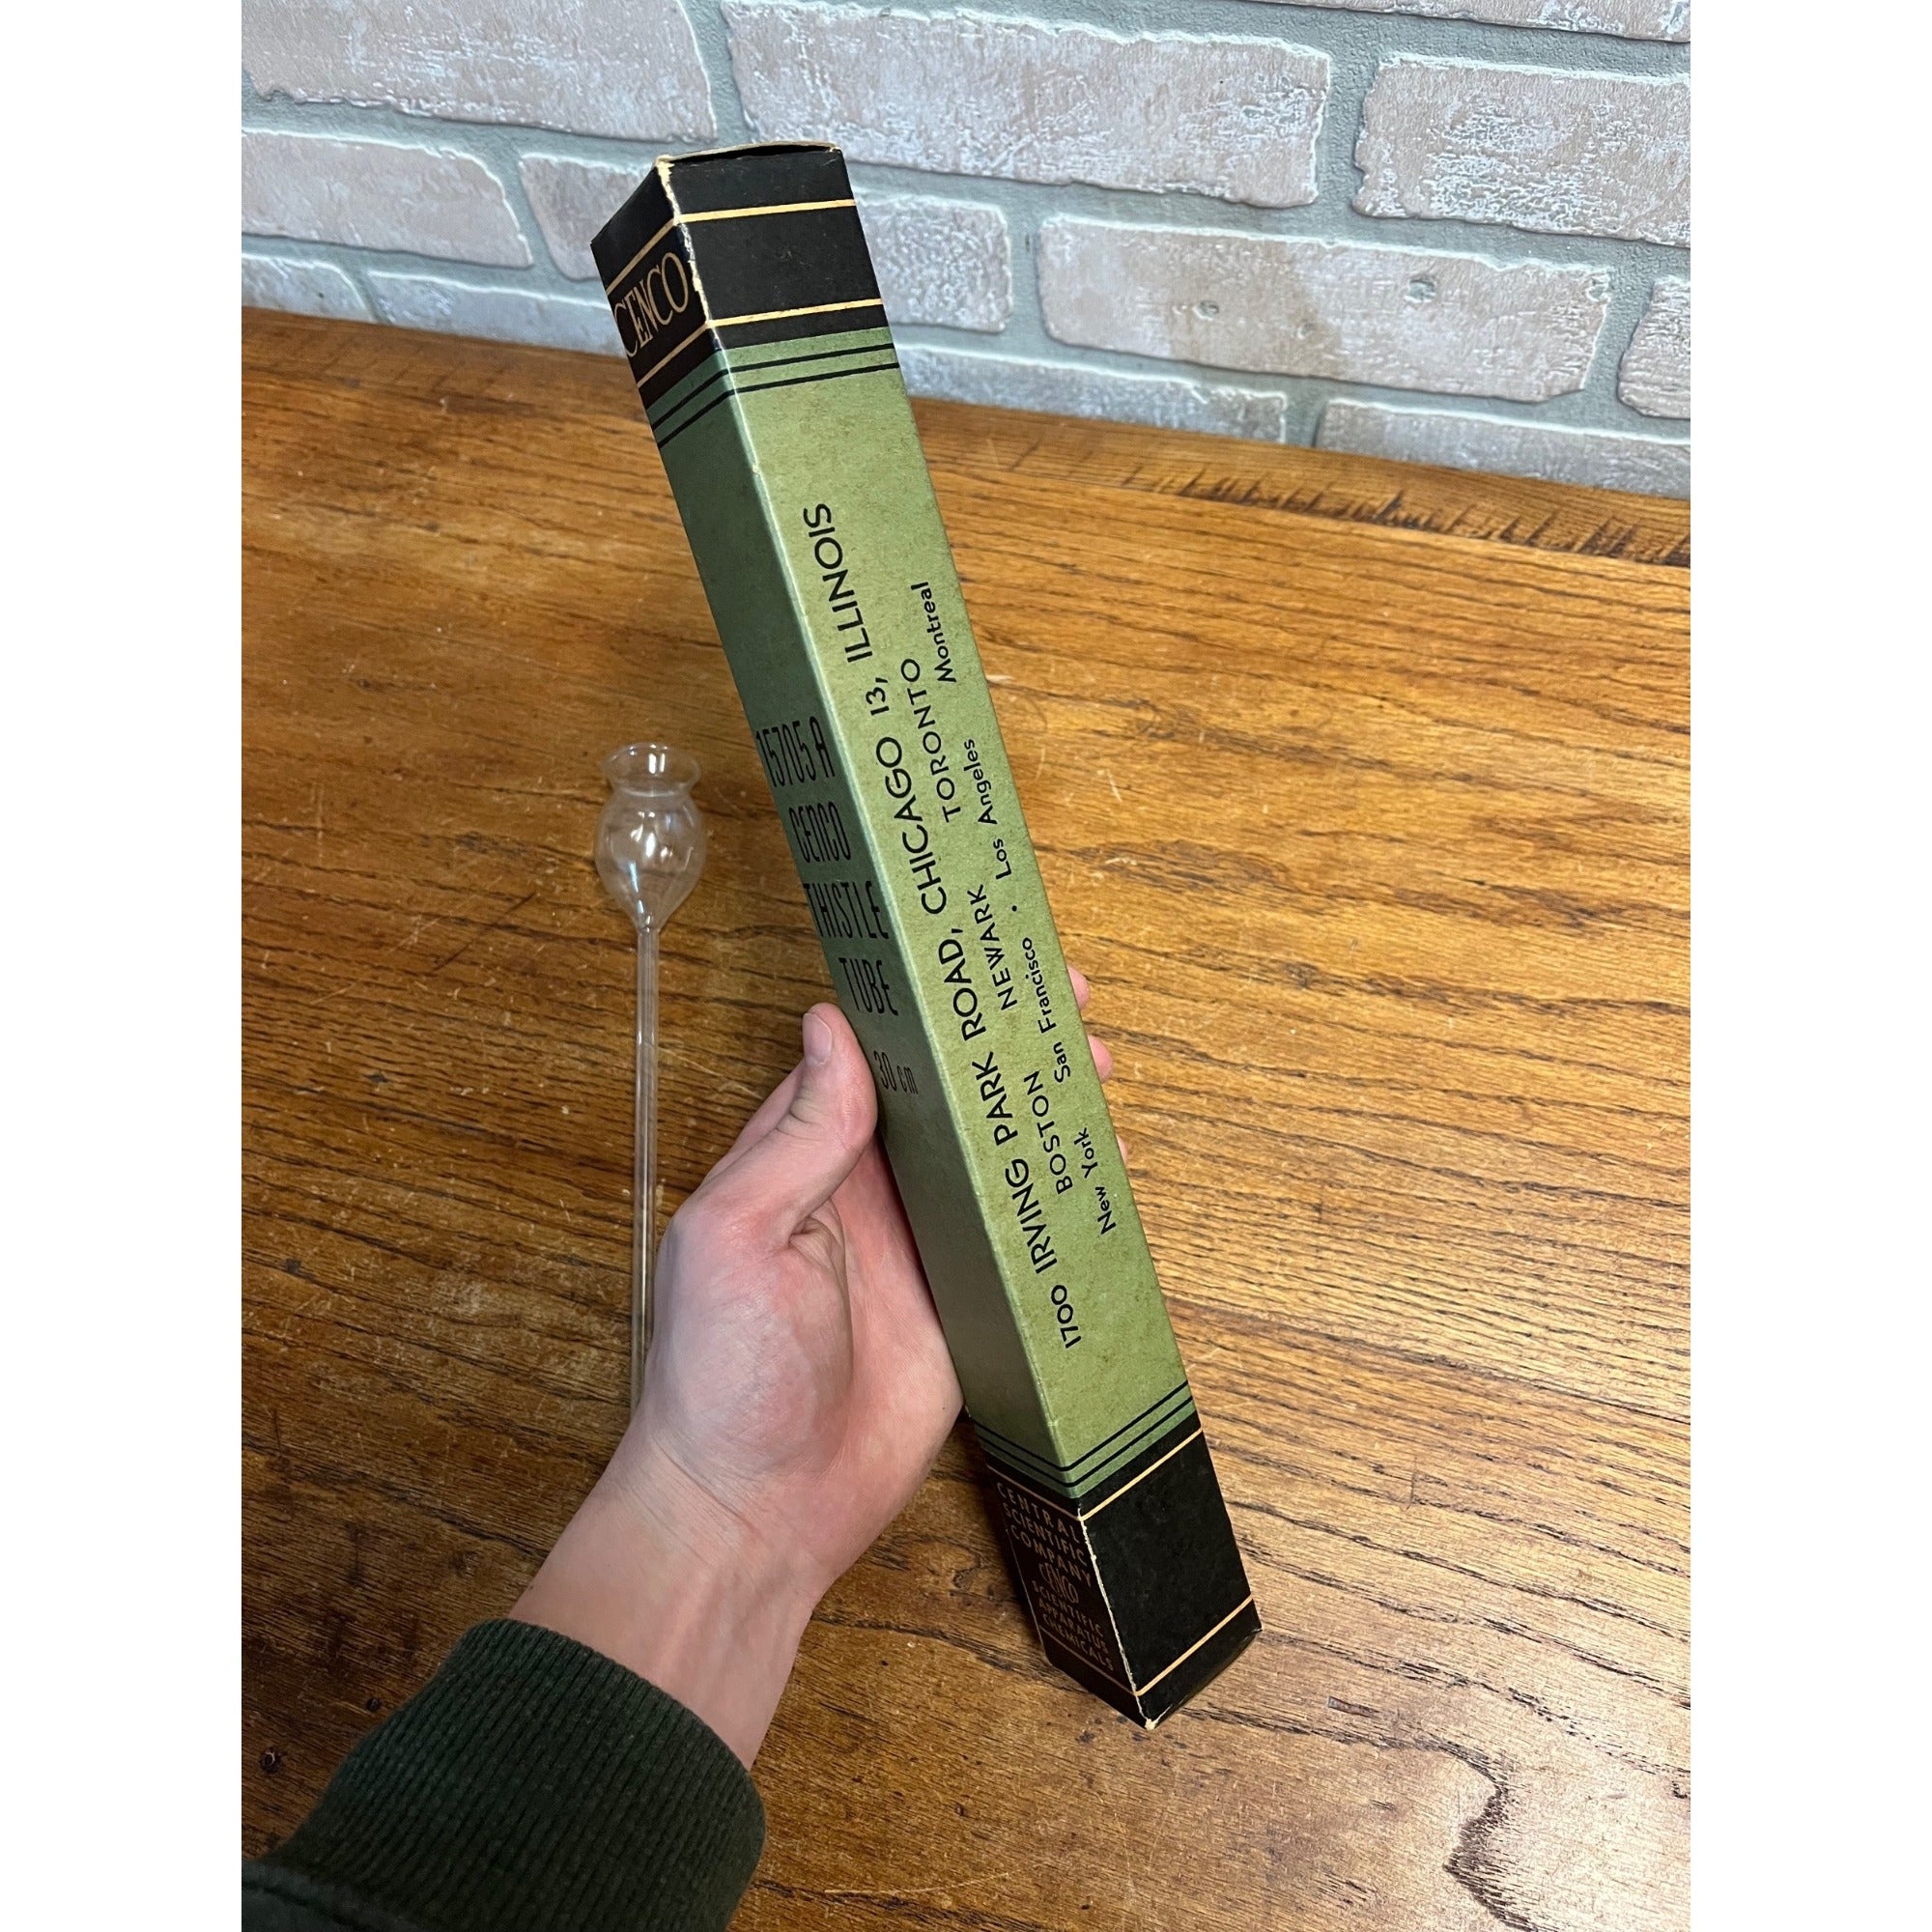 CENCO
15705 A
CENCO
THISTLE
TUBE
30 cm
1700 IRVING PARK ROAD, CHICAGO 13, ILLINOIS
BOSTON NEWARK TORONTO
New York San Francisco • Los Angeles Montreal
CENTRAL
SCIENTIFIC
COMPANY
CENCO
SCIENTIFIC
APPARATUS
CHEMICALS